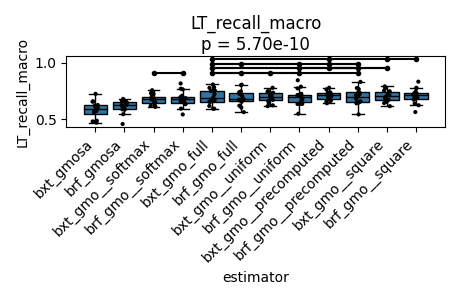 LT_recall_macro
p = 5.70e-10
LT_recall_macro
1.0
0.5
bxt_gmosa
brf_gmosa
bxt_gmo__softmax
brf_gmo__softmax
bxt_gmo_full
brf_gmo_full
bxt_gmo__uniform
brf_gmo__uniform
bxt_gmo__precomputed
brf_gmo__precomputed
bxt_gmo__square
brf_gmo__square
estimator